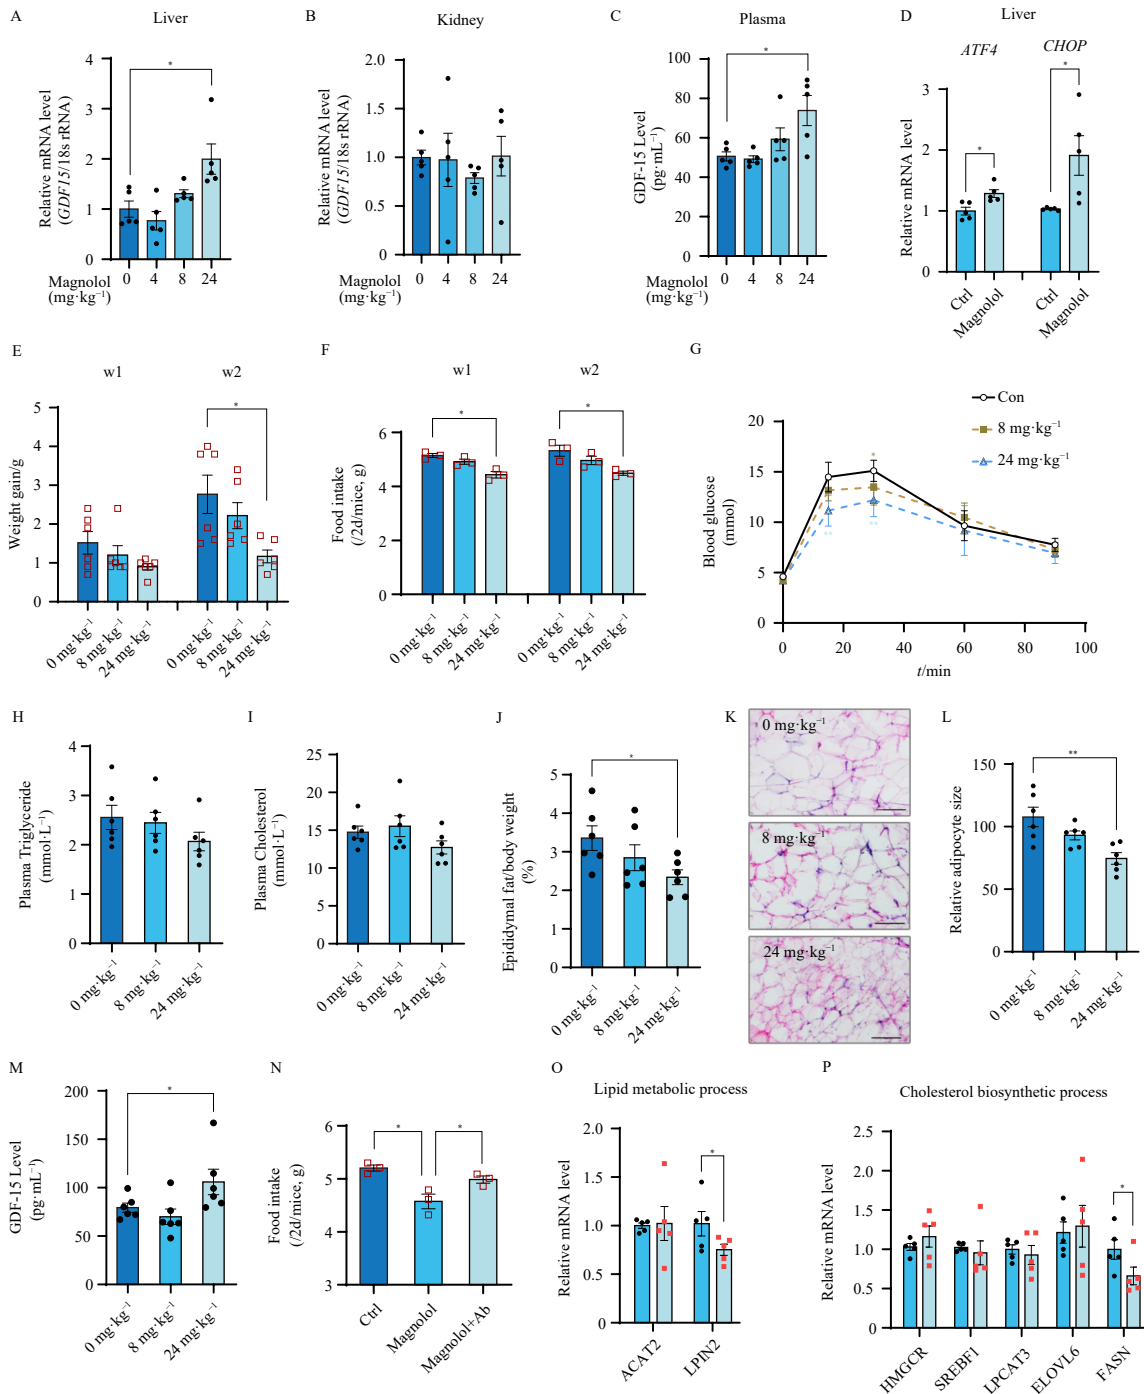 A
Liver
Relative mRNA level
(GDF15/18s rRNA)
4
3
2
1
0
*
Magnolol
(mg·kg⁻¹)
0 4 8 24
B
Kidney
Relative mRNA level
(GDF15/18s rRNA)
2.0
1.5
1.0
0.5
0.0
Magnolol
(mg·kg⁻¹)
0 4 8 24
C
Plasma
GDF-15 Level
(pg·mL⁻¹)
100
80
60
40
20
0
*
Magnolol
(mg·kg⁻¹)
0 4 8 24
D
Liver
ATF4 CHOP
Relative mRNA level
3
2
1
0
* *
Ctrl
Magnolol
Ctrl
Magnolol
E
w1 w2
Weight gain/g
5
4
3
2
1
0
*
0 mg·kg⁻¹
8 mg·kg⁻¹
24 mg·kg⁻¹
0 mg·kg⁻¹
8 mg·kg⁻¹
24 mg·kg⁻¹
F
w1 w2
Food intake
(/2d/mice, g)
6
4
2
0
* *
0 mg·kg⁻¹
8 mg·kg⁻¹
24 mg·kg⁻¹
0 mg·kg⁻¹
8 mg·kg⁻¹
24 mg·kg⁻¹
G
Con
8 mg·kg⁻¹
24 mg·kg⁻¹
Blood glucose
(mmol)
20
15
10
5
0
*
**
**
0 20 40 60 80 100
t/min
H
Plasma Triglyceride
(mmol·L⁻¹)
4
3
2
1
0
0 mg·kg⁻¹
8 mg·kg⁻¹
24 mg·kg⁻¹
I
Plasma Cholesterol
(mmol·L⁻¹)
25
20
15
10
5
0
0 mg·kg⁻¹
8 mg·kg⁻¹
24 mg·kg⁻¹
J
Epididymal fat/body weight
(%)
5
4
3
2
1
0
*
0 mg·kg⁻¹
8 mg·kg⁻¹
24 mg·kg⁻¹
K
0 mg·kg⁻¹
8 mg·kg⁻¹
24 mg·kg⁻¹
L
Relative adipocyte size
150
100
50
0
**
0 mg·kg⁻¹
8 mg·kg⁻¹
24 mg·kg⁻¹
M
GDF-15 Level
(pg·mL⁻¹)
200
150
100
50
0
*
0 mg·kg⁻¹
8 mg·kg⁻¹
24 mg·kg⁻¹
N
Food intake
(/2d/mice, g)
6
5
4
N
* *
Ctrl
Magnolol
Magnolol+Ab
O
Lipid metabolic process
Relative mRNA level
2.0
1.5
1.0
0.5
0
*
ACAT2
LPIN2
P
Cholesterol biosynthetic process
Relative mRNA level
2.5
2.0
1.5
1.0
0.5
0
*
HMGCR
SREBF1
LPCAT3
ELOVL6
FASN